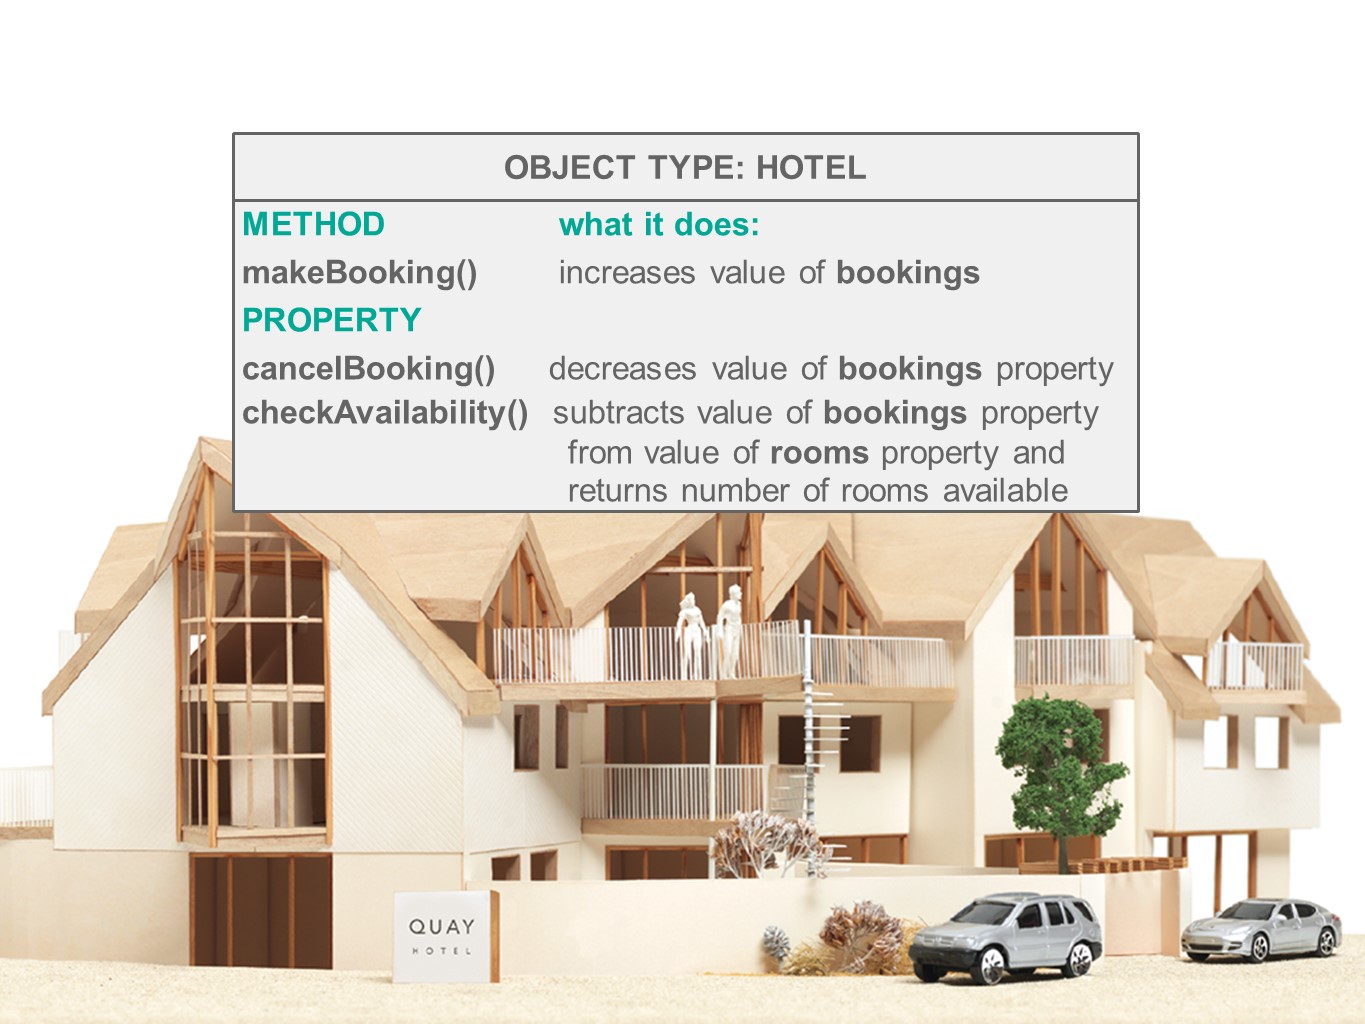 OBJECT TYPE: HOTEL
METHOD what it does:
makeBooking() increases value of bookings
PROPERTY
cancelBooking() decreases value of bookings property
checkAvailability() subtracts value of bookings property
from value of rooms property and
returns number of rooms available
QUAY
HOTEL